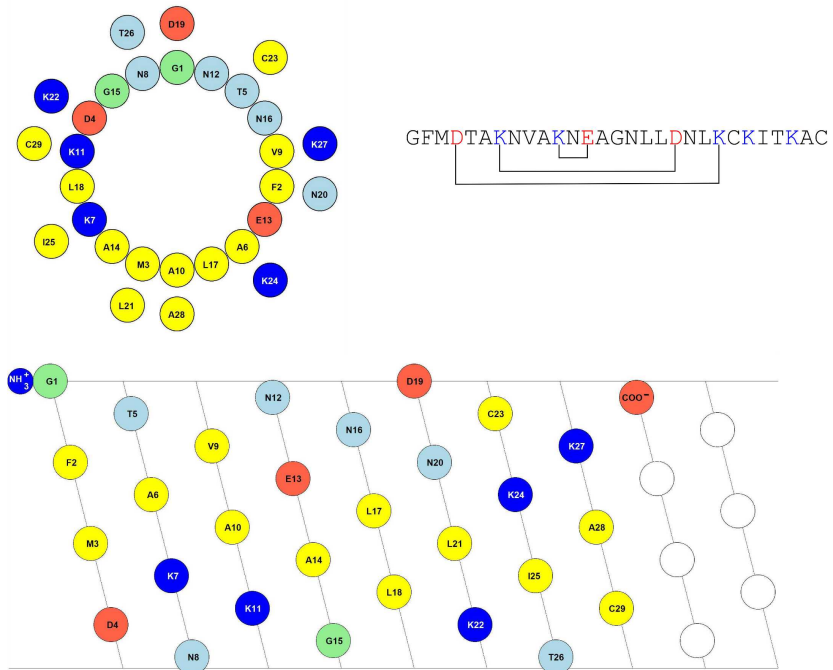 D19
T26
C23
G1
N8
N12
G15
T5
K22
D4
N16
C29
K11
V9
K27
L18
F2
N20
K7
E13
I25
A14
A6
M3
A10
L17
K24
L21
A28
GFMDTAKNVAKNEAGNLLDNLKCKITKAC
NH3+
G1
D19
N12
COO−
T5
C23
N16
V9
K27
F2
N20
E13
A6
K24
L17
A10
A28
M3
L21
A14
K7
I25
L18
K11
C29
D4
K22
G15
N8
T26